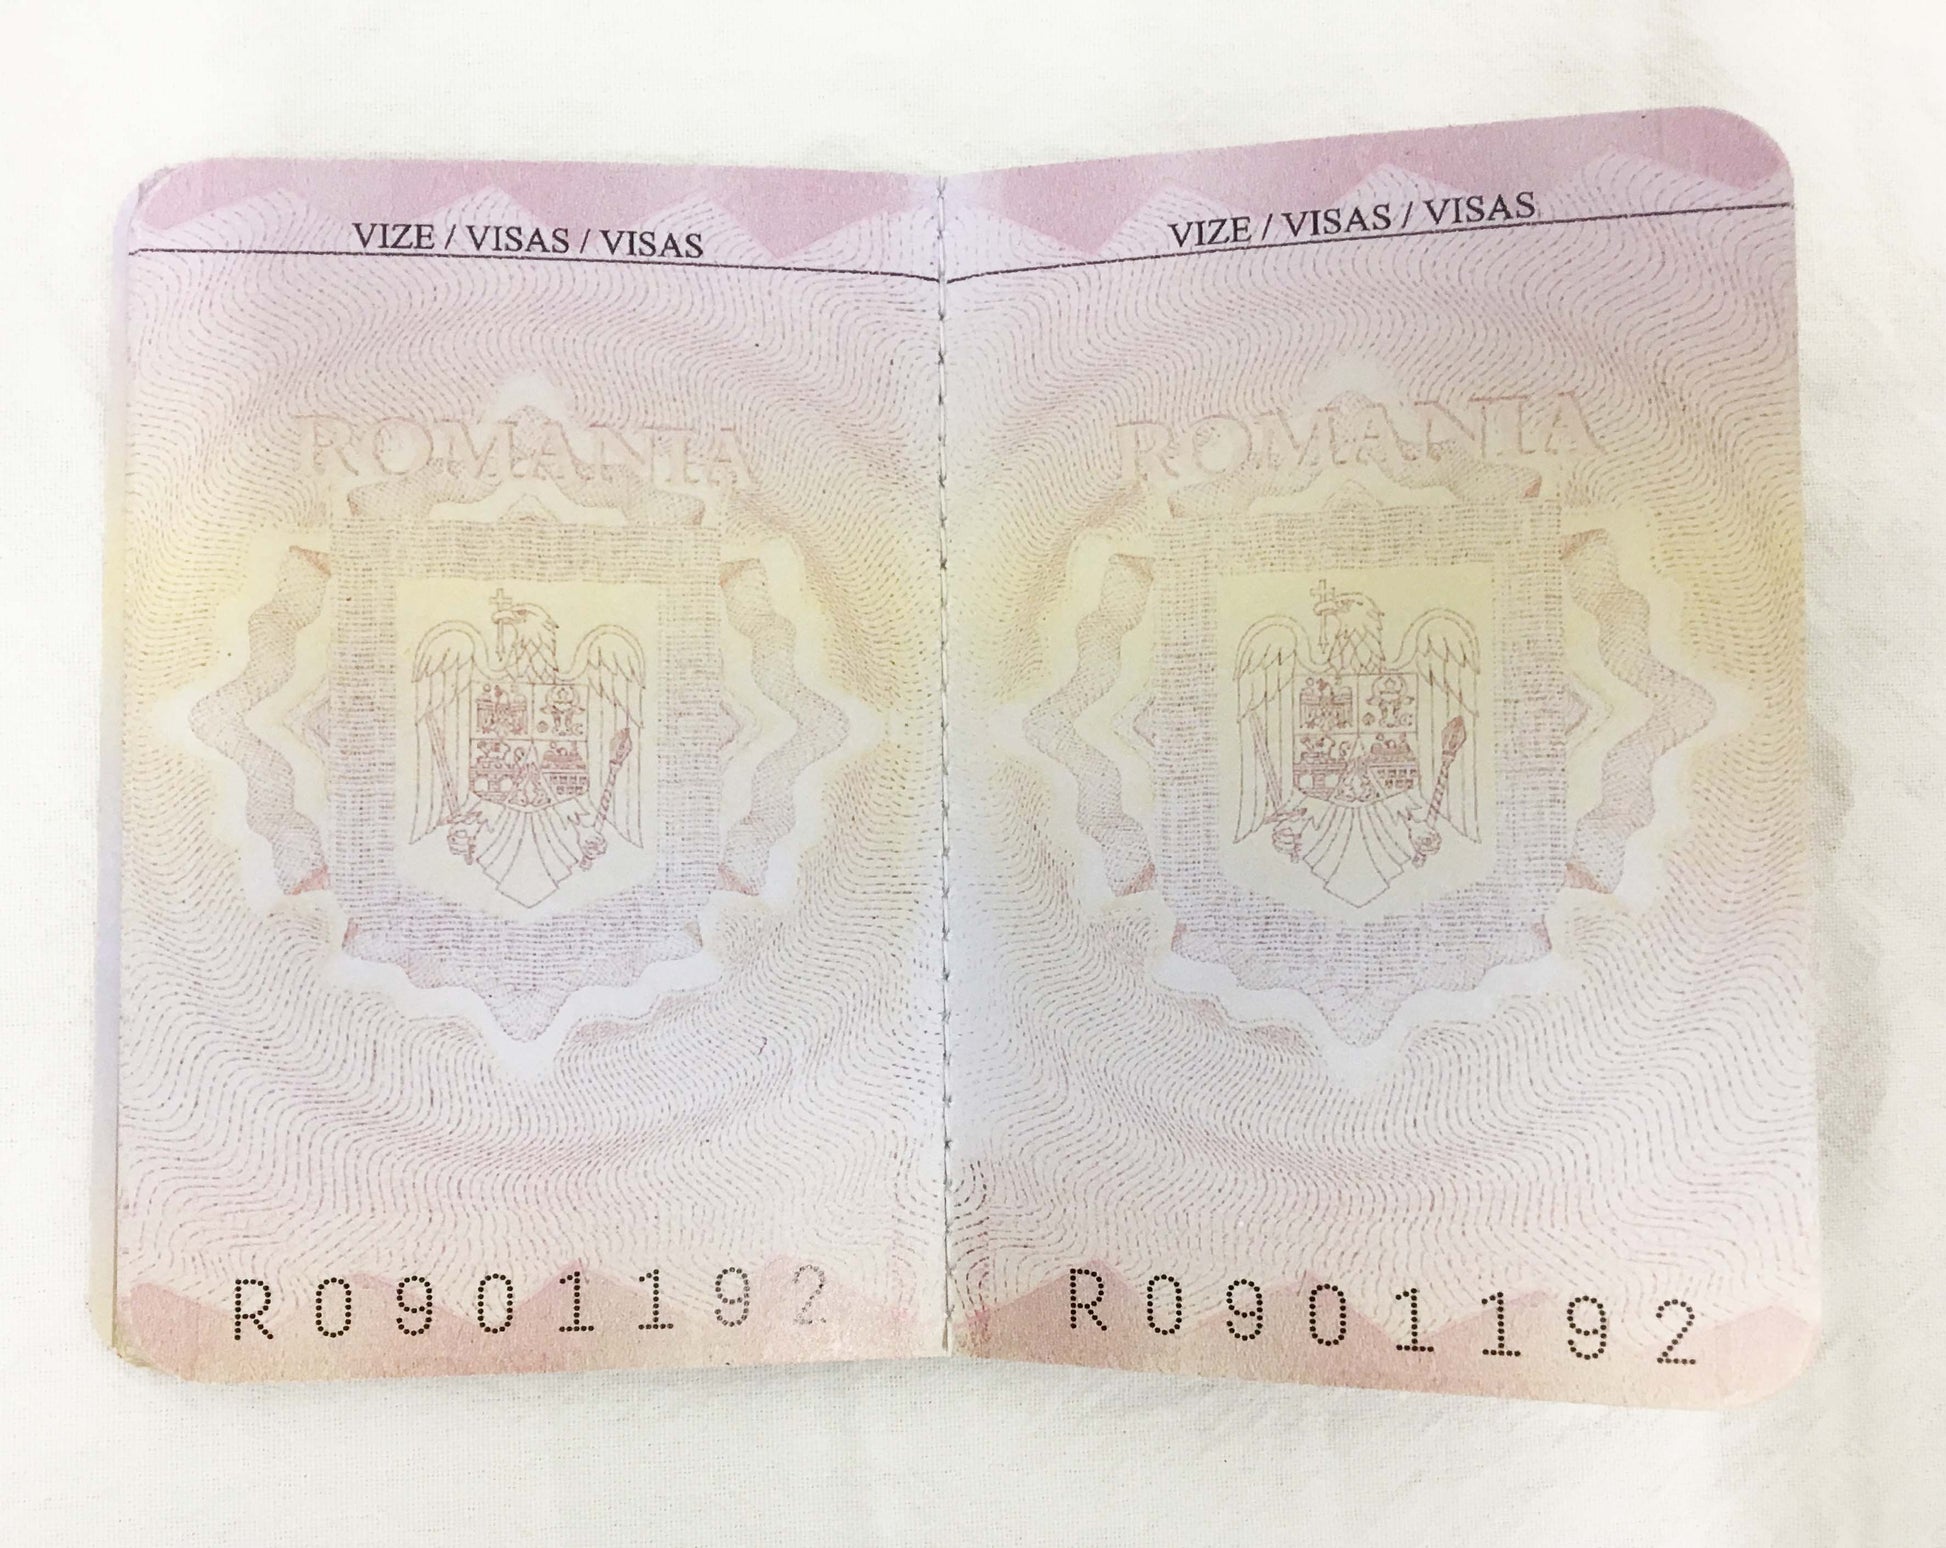 VIZE / VISAS / VISAS
ROMANIA
R0901192
VIZE / VISAS / VISAS
ROMANIA
R0901192